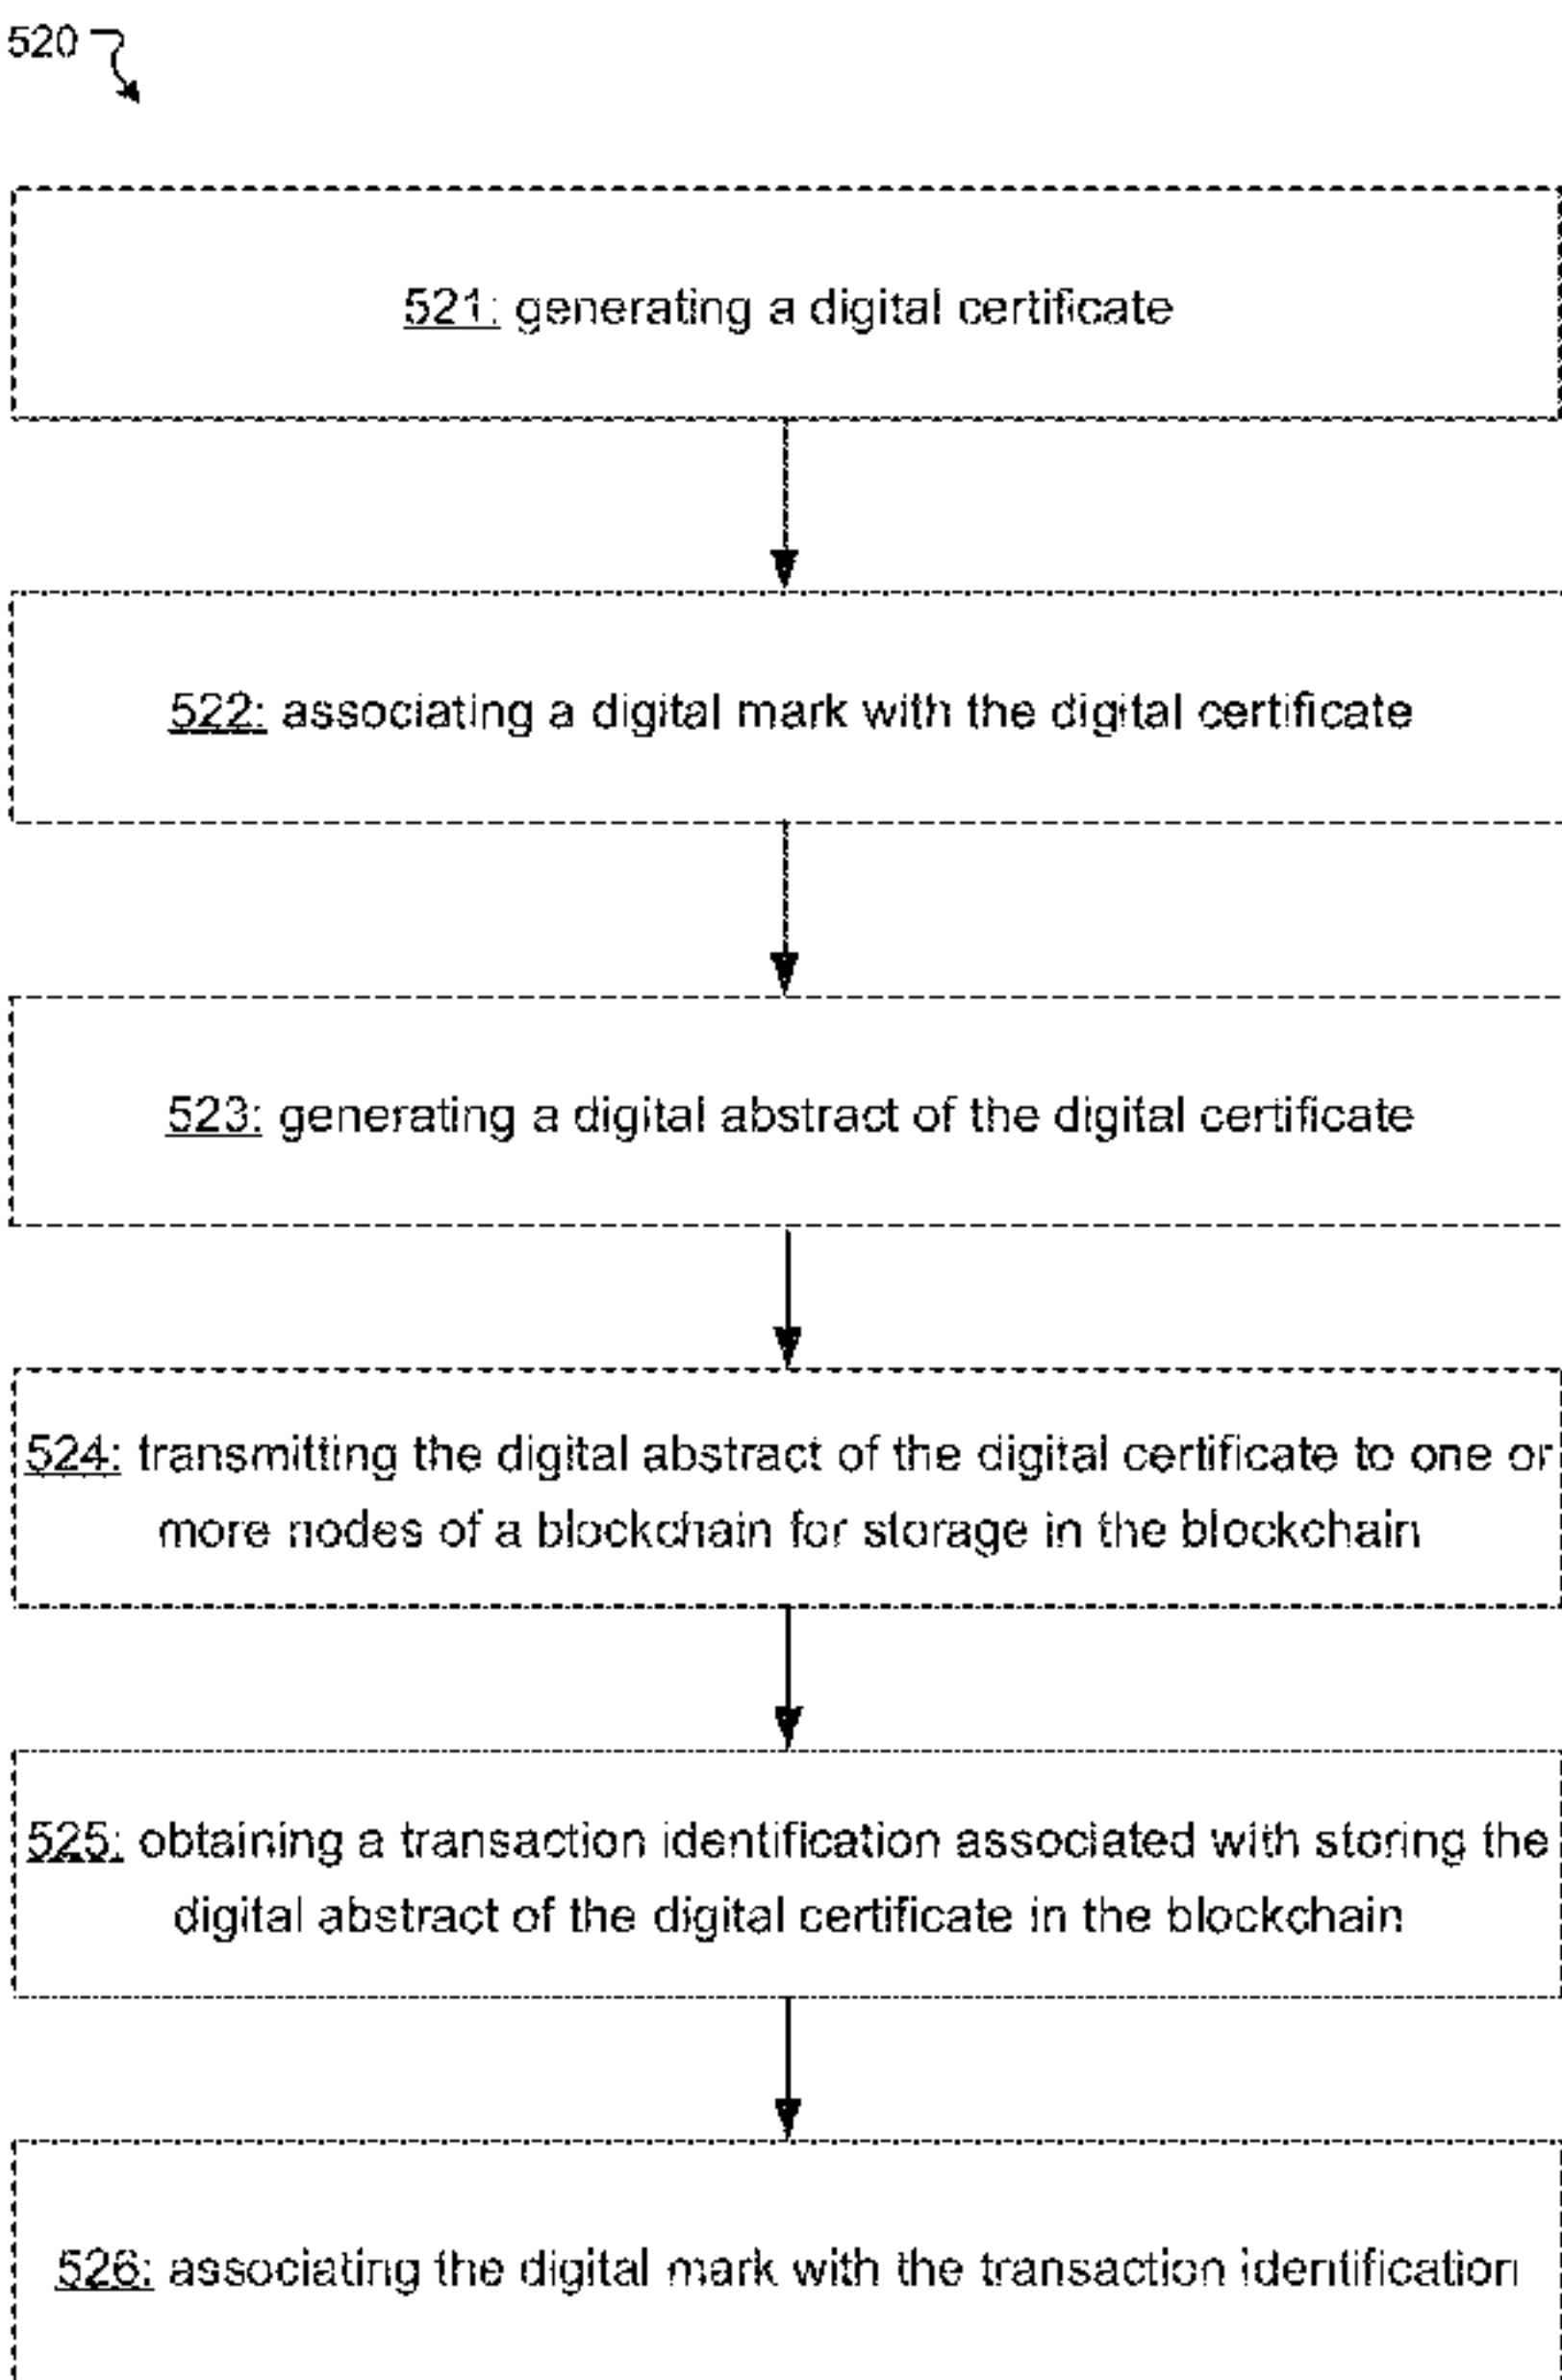 520
521: generating a digital certificate
522: associating a digital mark with the digital certificate
523: generating a digital abstract of the digital certificate
524: transmitting the digital abstract of the digital certificate to one or
more nodes of a blockchain for storage in the blockchain
525: obtaining a transaction identification associated with storing the
digital abstract of the digital certificate in the blockchain
526: associating the digital mark with the transaction identification